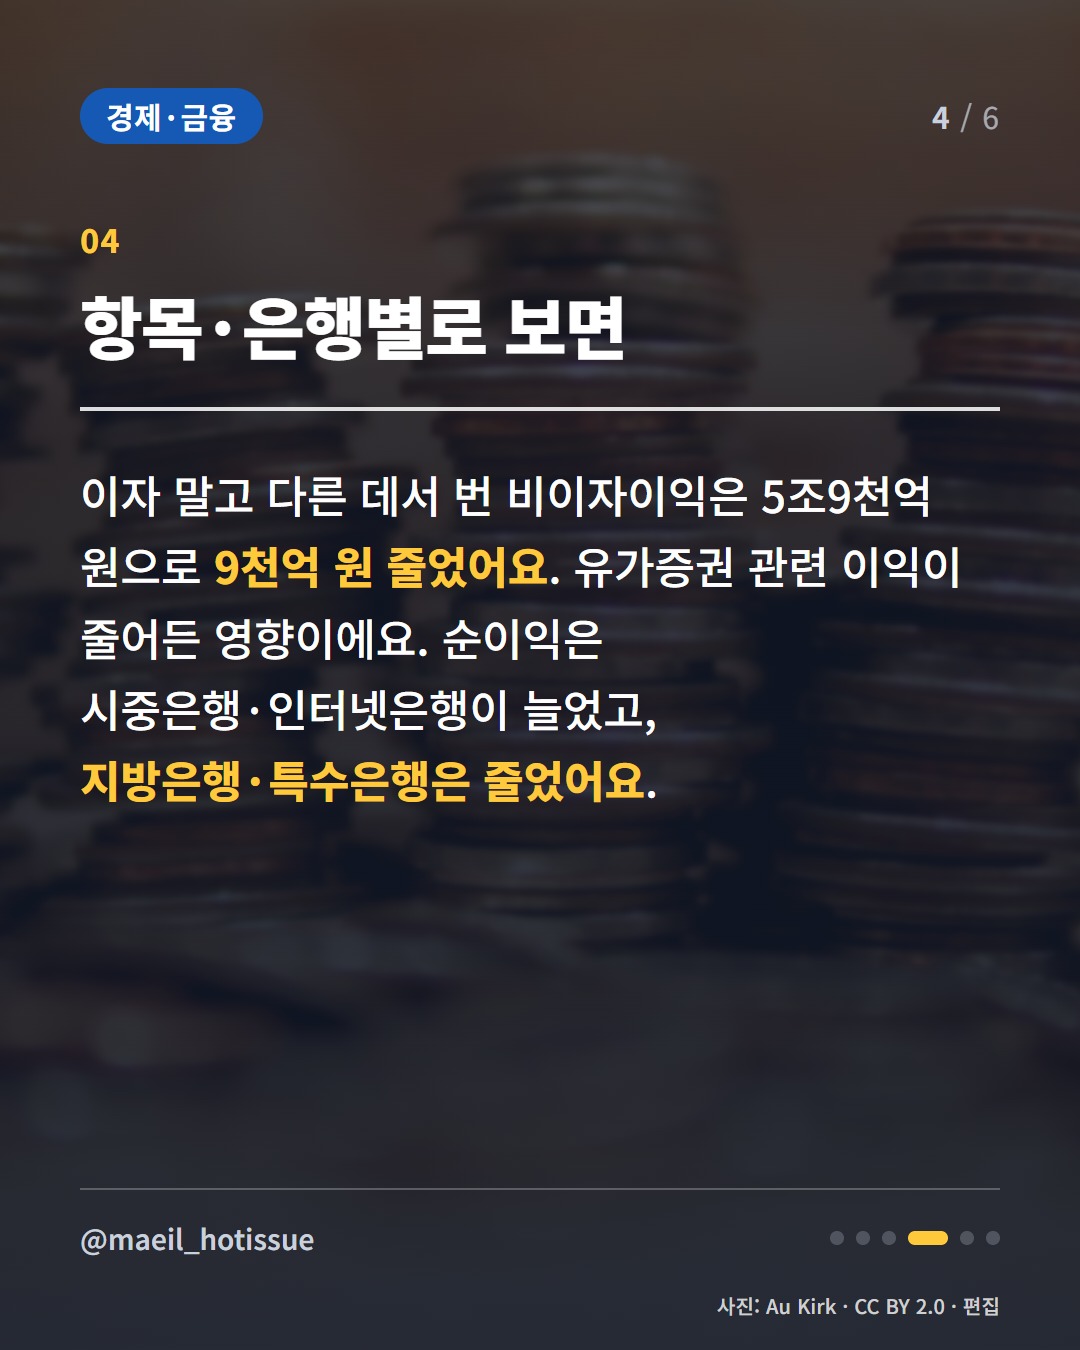 경제·금융
4 / 6
04
항목·은행별로 보면
이자 말고 다른 데서 번 비이자이익은 5조9천억
원으로 9천억 원 줄었어요. 유가증권 관련 이익이
줄어든 영향이에요. 순이익은
시중은행·인터넷은행이 늘었고,
지방은행·특수은행은 줄었어요.
@maeil_hotissue
사진: Au Kirk · CC BY 2.0 · 편집